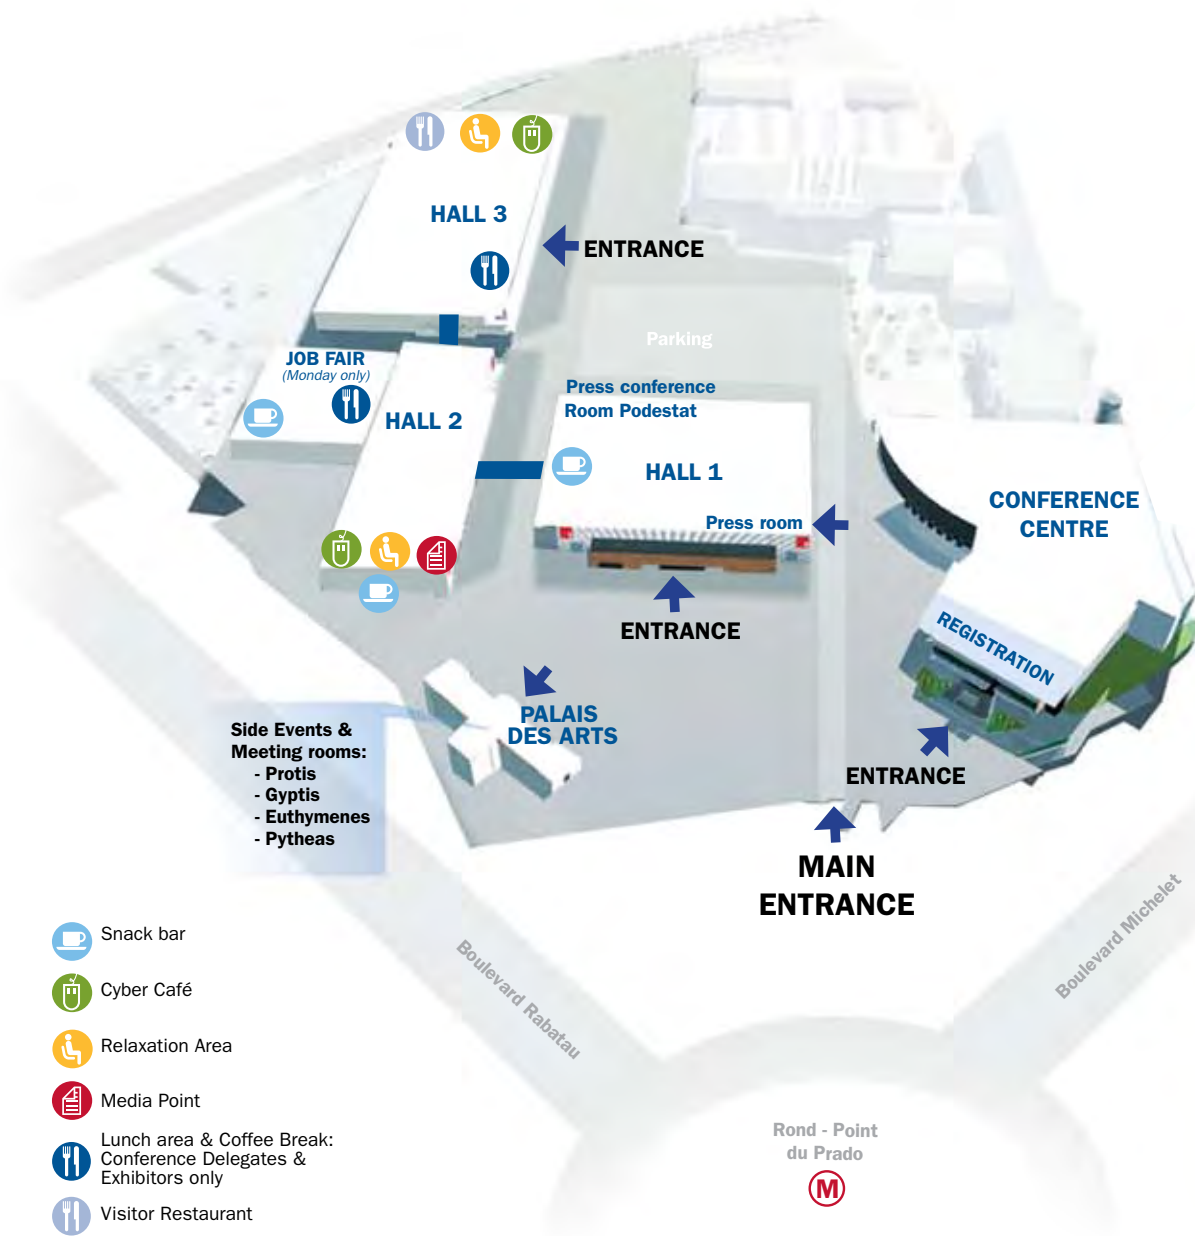 HALL 3
ENTRANCE
Parking
JOB FAIR
(Monday only)
Press conference
Room Podestat
HALL 2
HALL 1
CONFERENCE
CENTRE
Press room
ENTRANCE
REGISTRATION
PALAIS
DES ARTS
Side Events &
Meeting rooms:
- Protis
- Gyptis
- Euthymenes
- Pytheas
ENTRANCE
MAIN
ENTRANCE
Boulevard Rabatau
Boulevard Michelet
Snack bar
Cyber Café
Relaxation Area
Media Point
Lunch area & Coffee Break:
Conference Delegates &
Exhibitors only
Visitor Restaurant
Rond - Point
du Prado
M